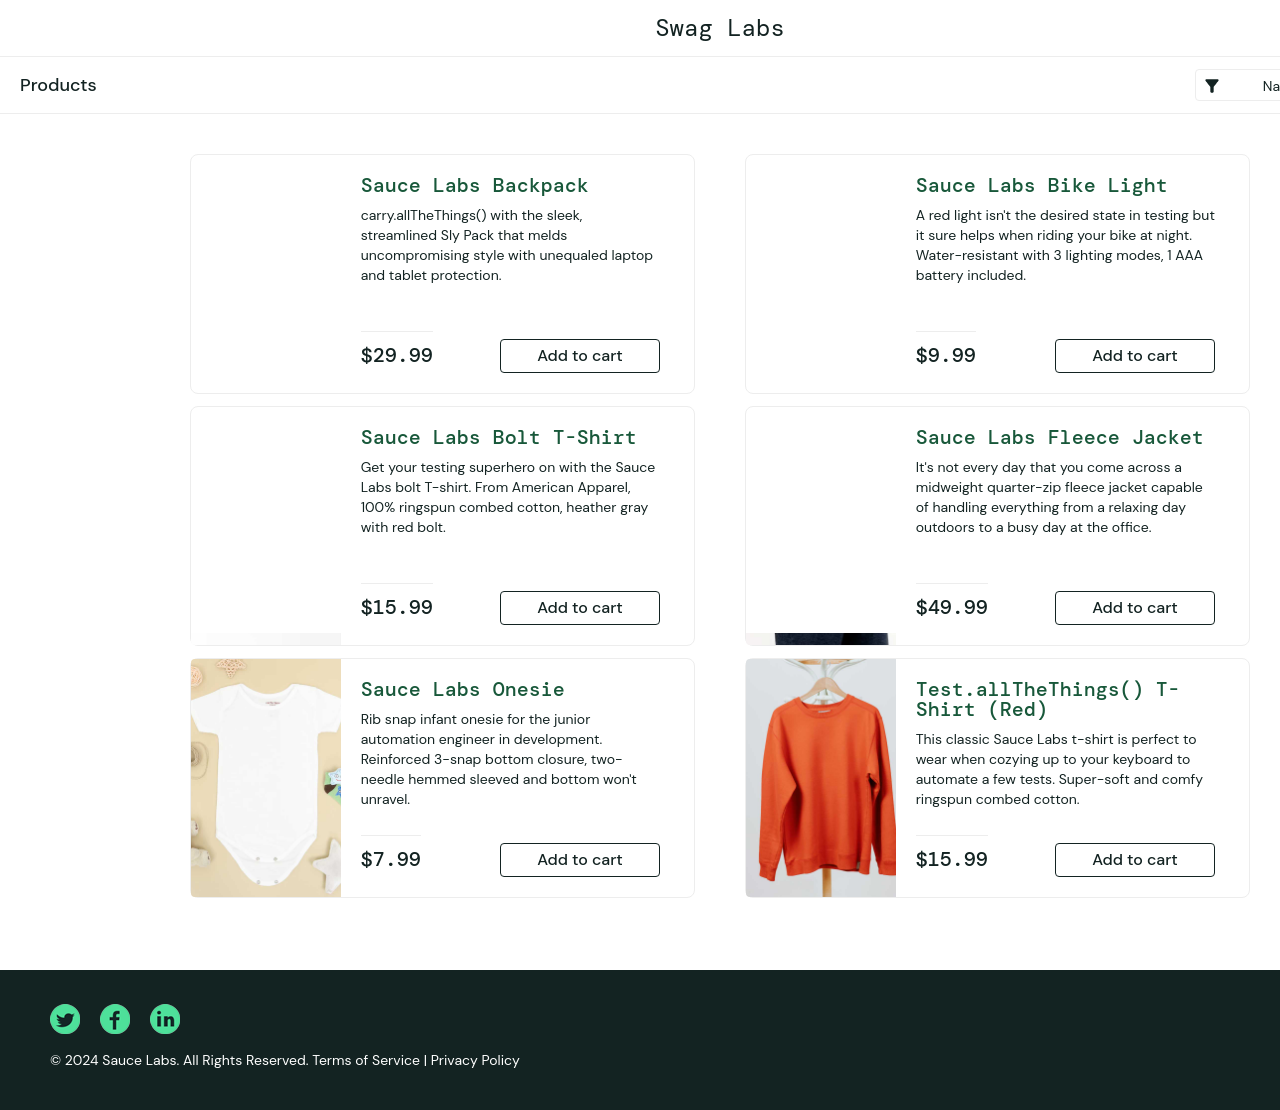 Swag Labs
Products
Na
Sauce Labs Backpack
carry.allTheThings() with the sleek,
streamlined Sly Pack that melds
uncompromising style with unequaled laptop
and tablet protection.
$29.99
Add to cart
Sauce Labs Bike Light
A red light isn't the desired state in testing but
it sure helps when riding your bike at night.
Water-resistant with 3 lighting modes, 1 AAA
battery included.
$9.99
Add to cart
Sauce Labs Bolt T-Shirt
Get your testing superhero on with the Sauce
Labs bolt T-shirt. From American Apparel,
100% ringspun combed cotton, heather gray
with red bolt.
$15.99
Add to cart
Sauce Labs Fleece Jacket
It's not every day that you come across a
midweight quarter-zip fleece jacket capable
of handling everything from a relaxing day
outdoors to a busy day at the office.
$49.99
Add to cart
Sauce Labs Onesie
Rib snap infant onesie for the junior
automation engineer in development.
Reinforced 3-snap bottom closure, two-
needle hemmed sleeved and bottom won't
unravel.
$7.99
Add to cart
Test.allTheThings() T-
Shirt (Red)
This classic Sauce Labs t-shirt is perfect to
wear when cozying up to your keyboard to
automate a few tests. Super-soft and comfy
ringspun combed cotton.
$15.99
Add to cart
© 2024 Sauce Labs. All Rights Reserved. Terms of Service | Privacy Policy